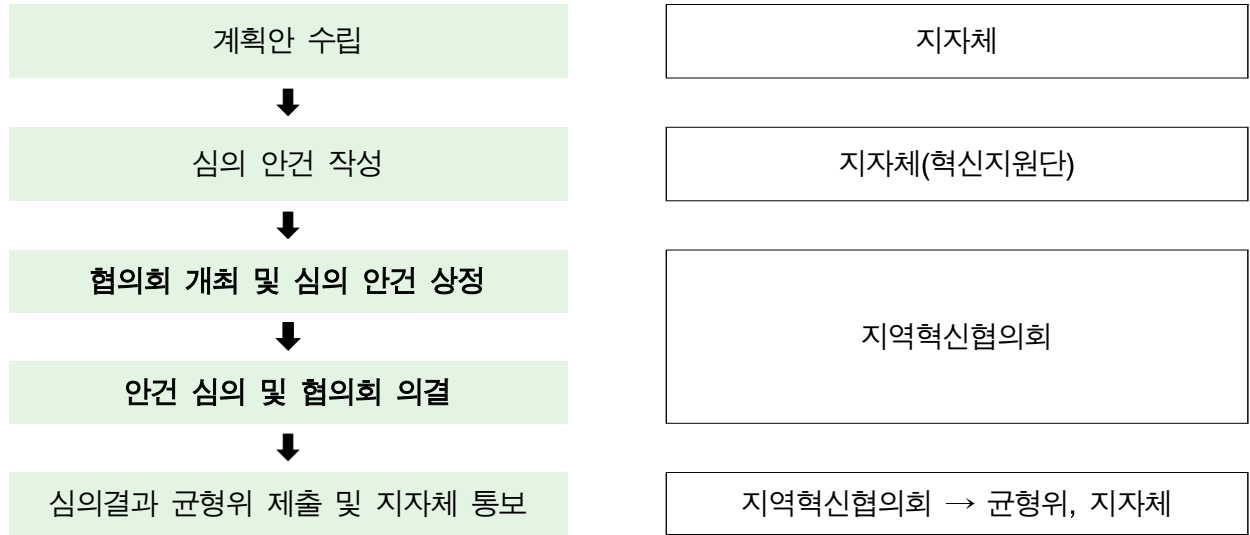 계획안 수립
지자체
심의 안건 작성
지자체(혁신지원단)
협의회 개최 및 심의 안건 상정
지역혁신협의회
안건 심의 및 협의회 의결
심의결과 균형위 제출 및 지자체 통보
지역혁신협의회 → 균형위, 지자체